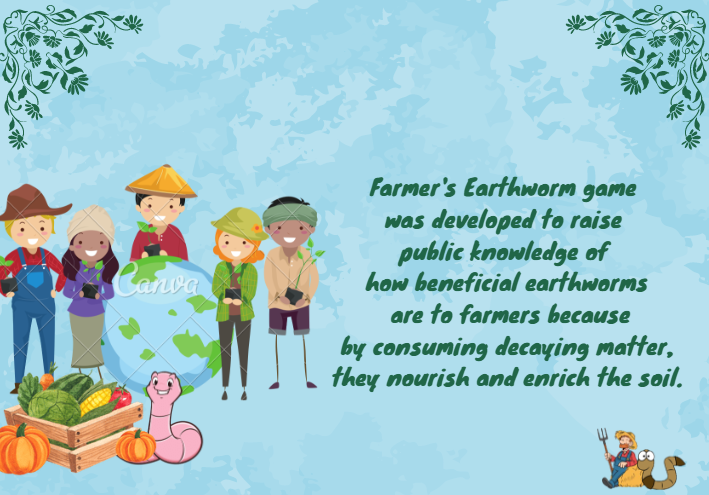 Farmer's Earthworm game
was developed to raise
public knowledge of
how beneficial earthworms
are to farmers because
by consuming decaying matter,
they nourish and enrich the soil.
Canva